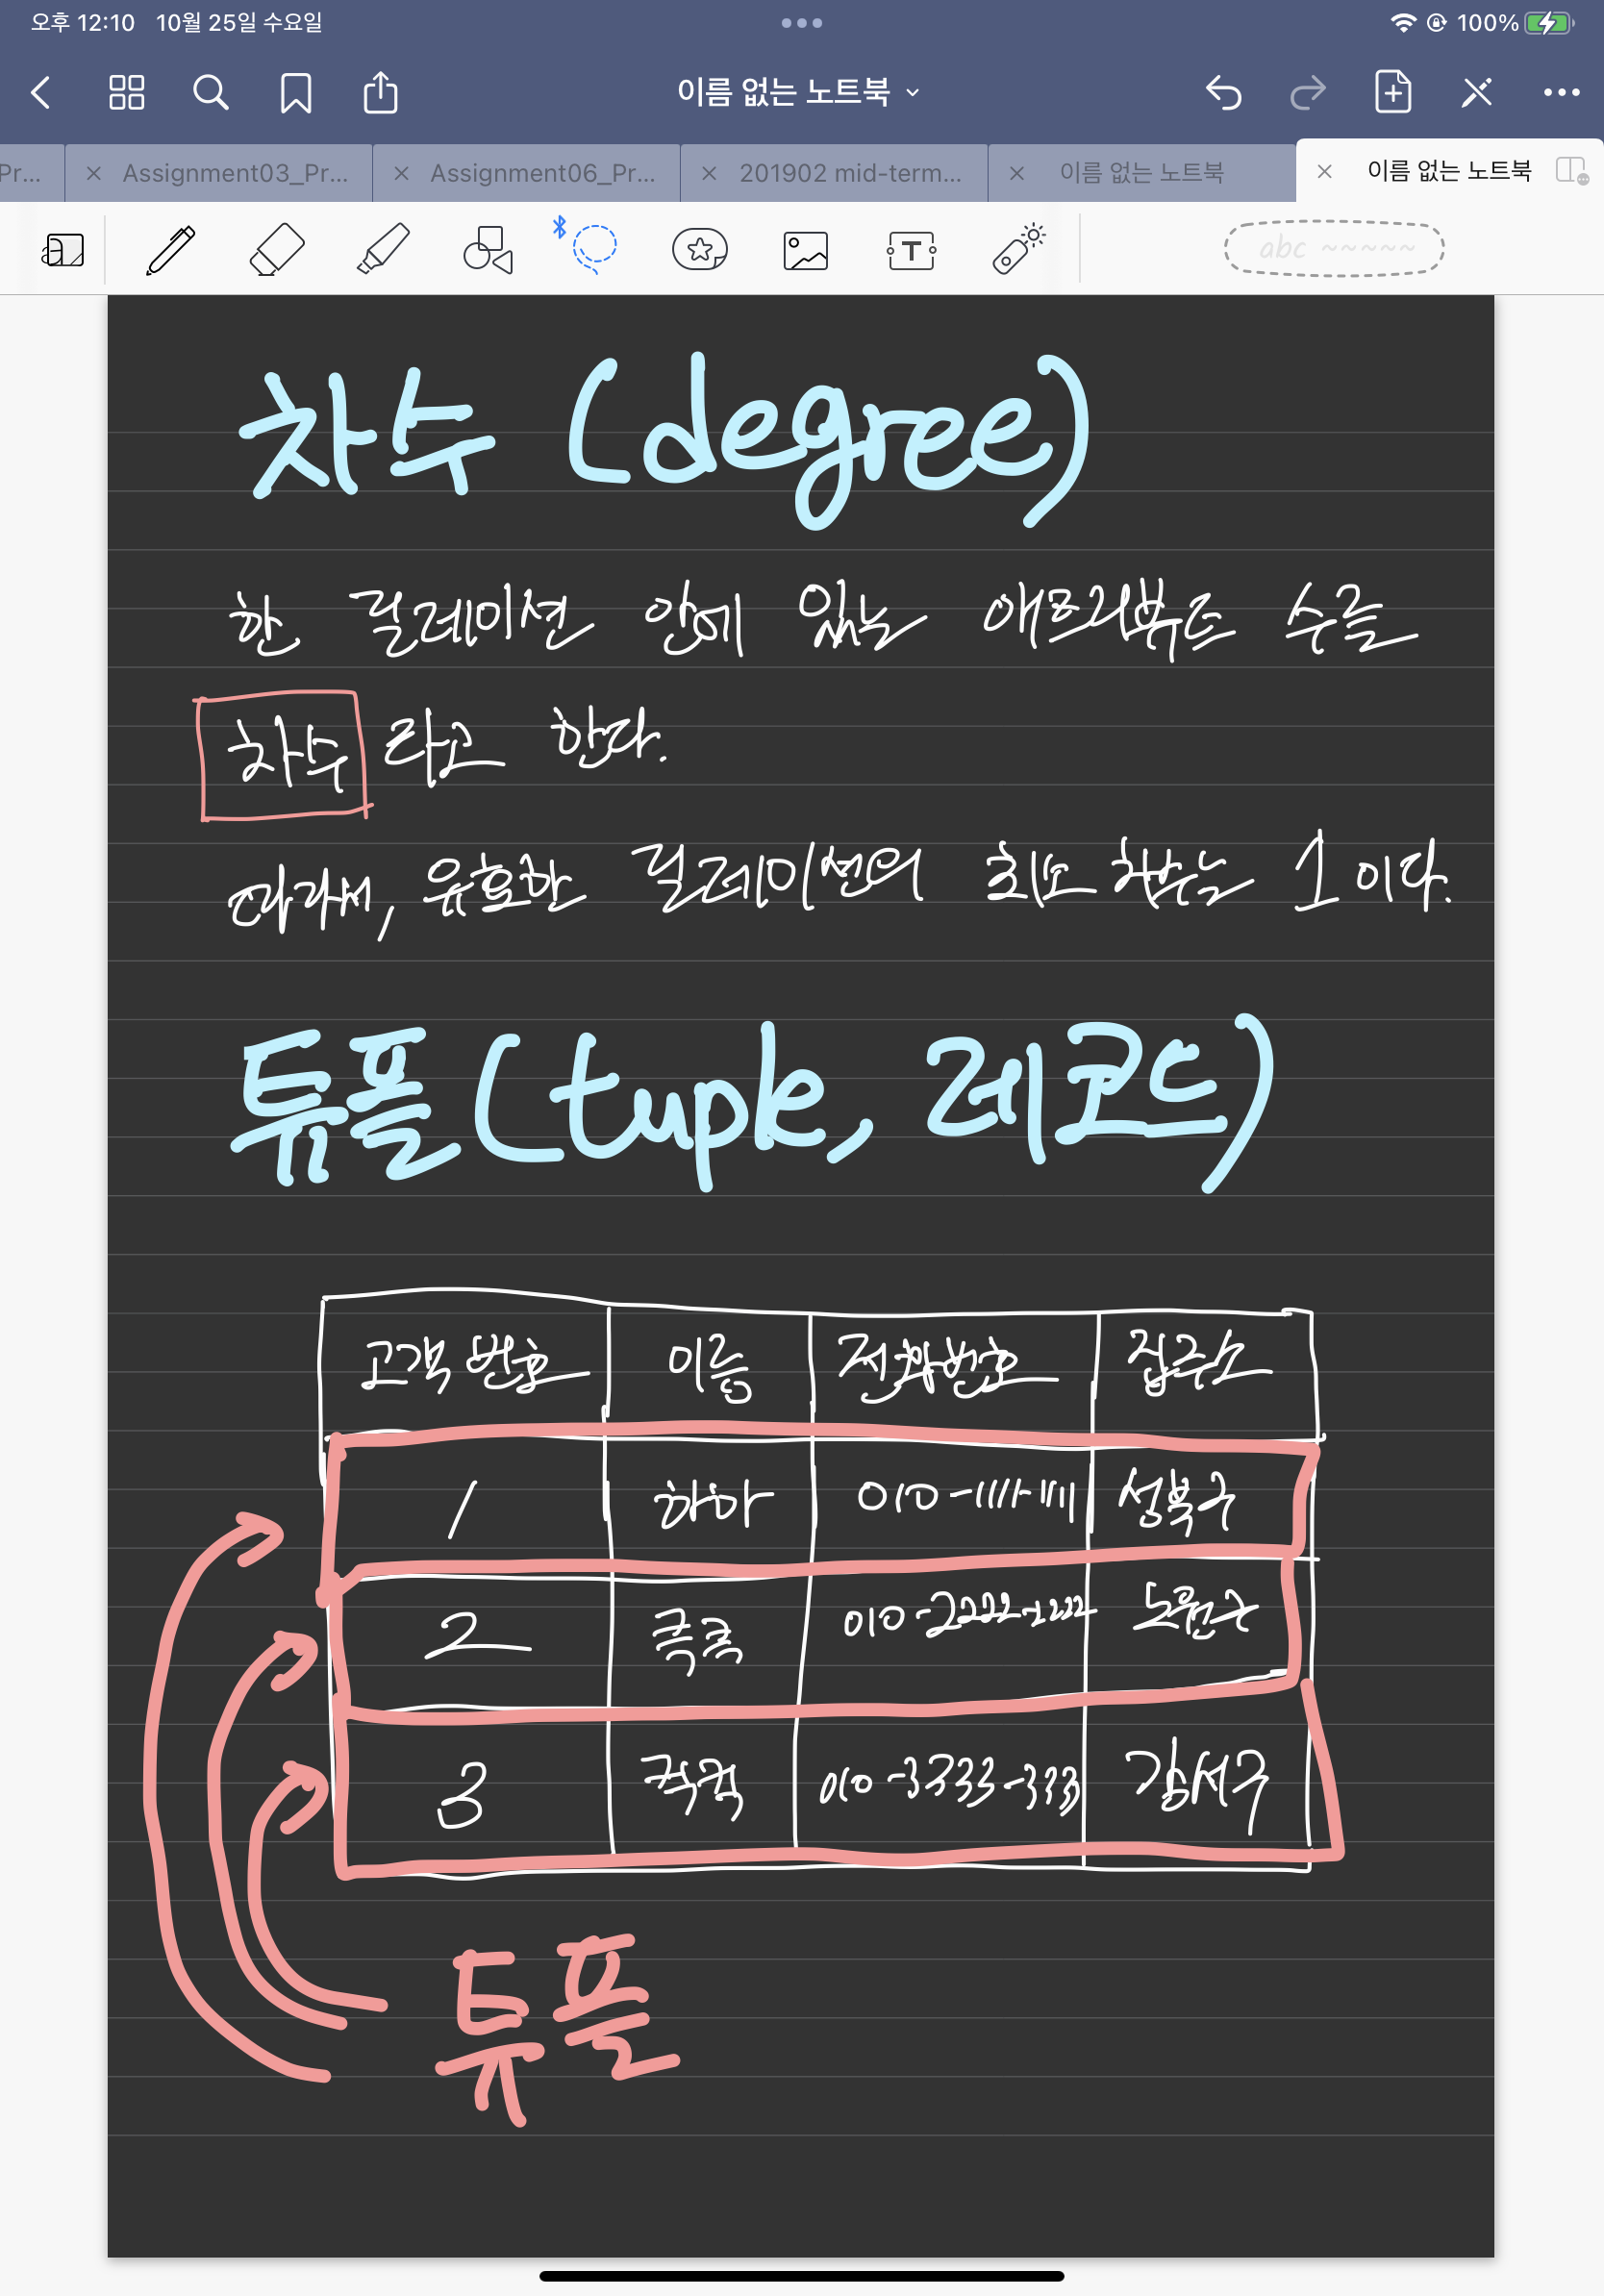 오후 12:10 10월 25일 수요일 100%
이름 없는 노트북
Pr... Assignment03_Pr... Assignment06_Pr... 201902 mid-term... 이름 없는 노트북 이름 없는 노트북
T abc ~~~~~
차수 (degree)
한 릴레이션 안에 있는 애트리뷰트 수를
차수 라고 한다.
따라서, 유효한 릴레이션의 최소 차수는 1 이다.
튜플 (tuple, 레코드)
고객 번호 이름 전화번호 집주소
1 하하 010-1111-1111 성북구
2 콕콕 010-2222-2222 노원구
3 010-3333-333 강서구
튜플